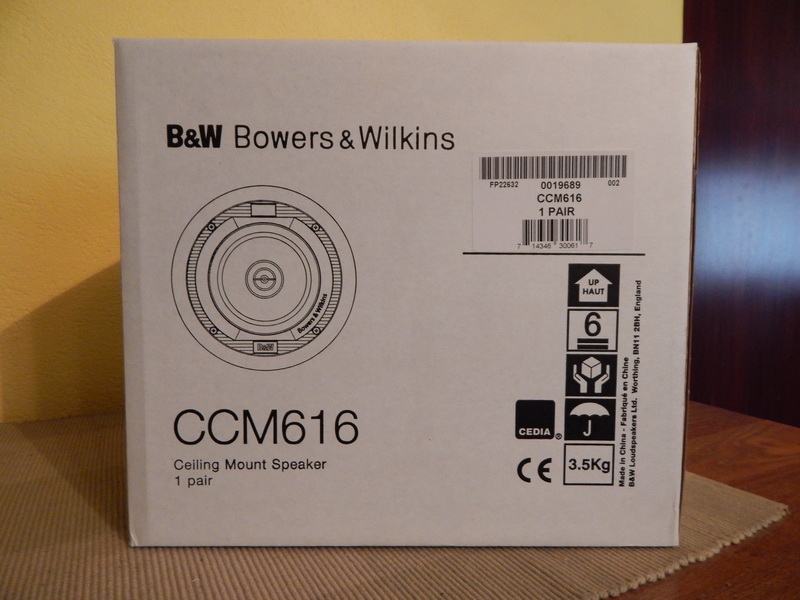 B&W Bowers & Wilkins
FP22632 0019689 002
CCM616
1 PAIR
7 14346 30061 7
Bowers & Wilkins
B&W
UP
HAUT
6
CEDIA
CE
3.5Kg
Made in China - Fabriqué en Chine
B&W Loudspeakers Ltd. Worthing, BN11 2BH, England
CCM616
Ceiling Mount Speaker
1 pair